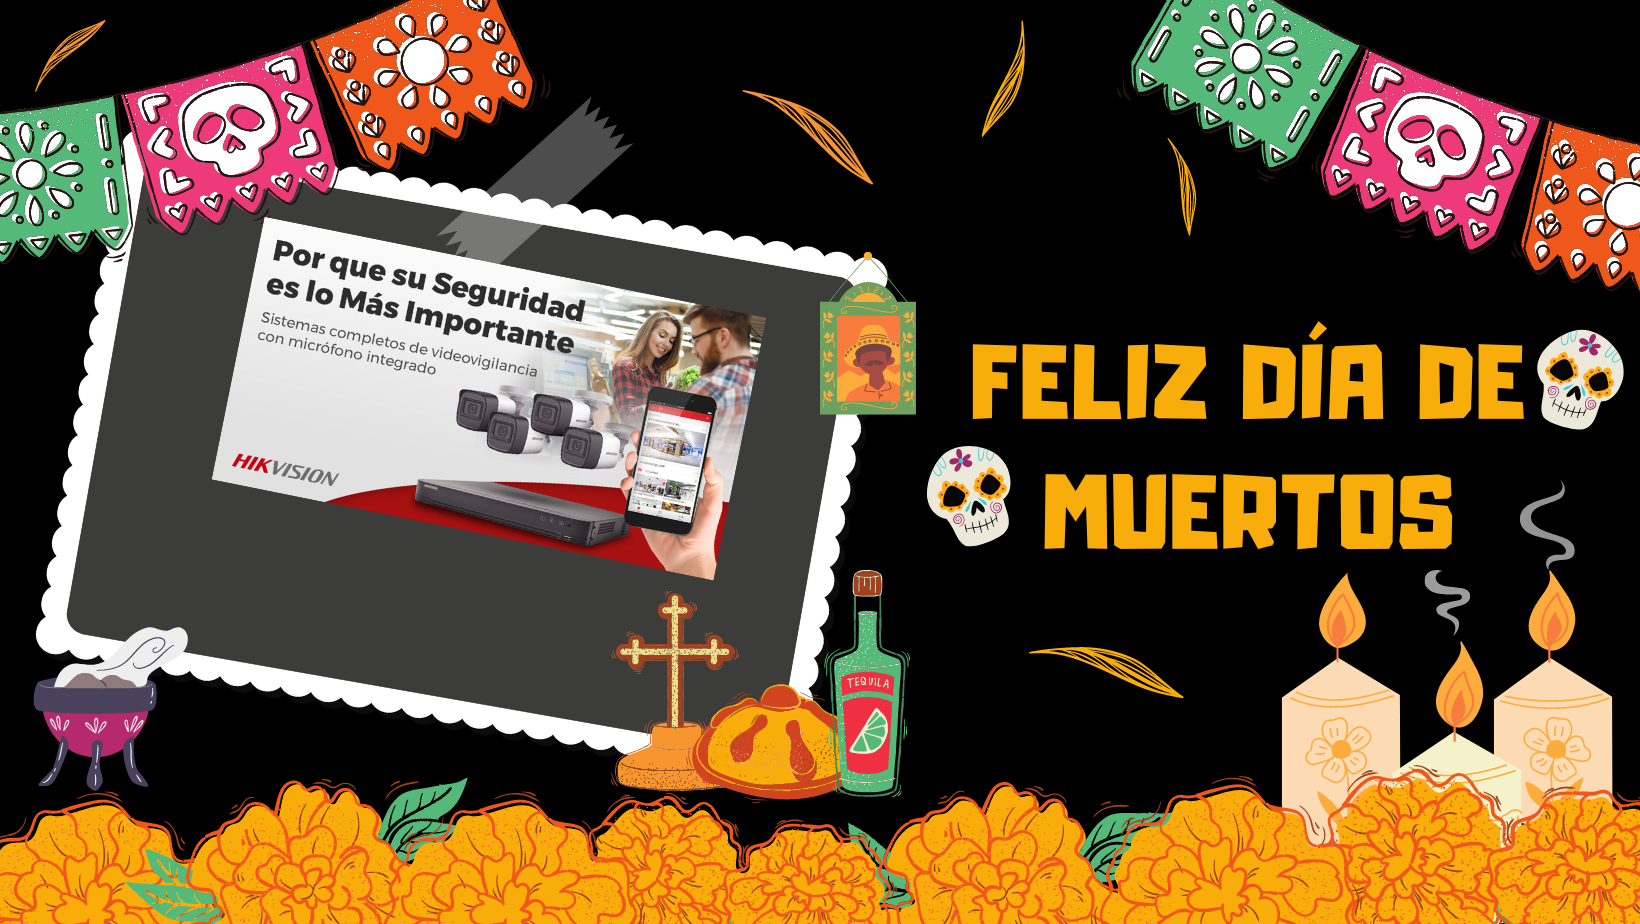 Por que su Seguridad
es lo Más Importante
Sistemas completos de videovigilancia
con micrófono integrado
HIKVISION
FELIZ DÍA DE
MUERTOS
TEQUILA